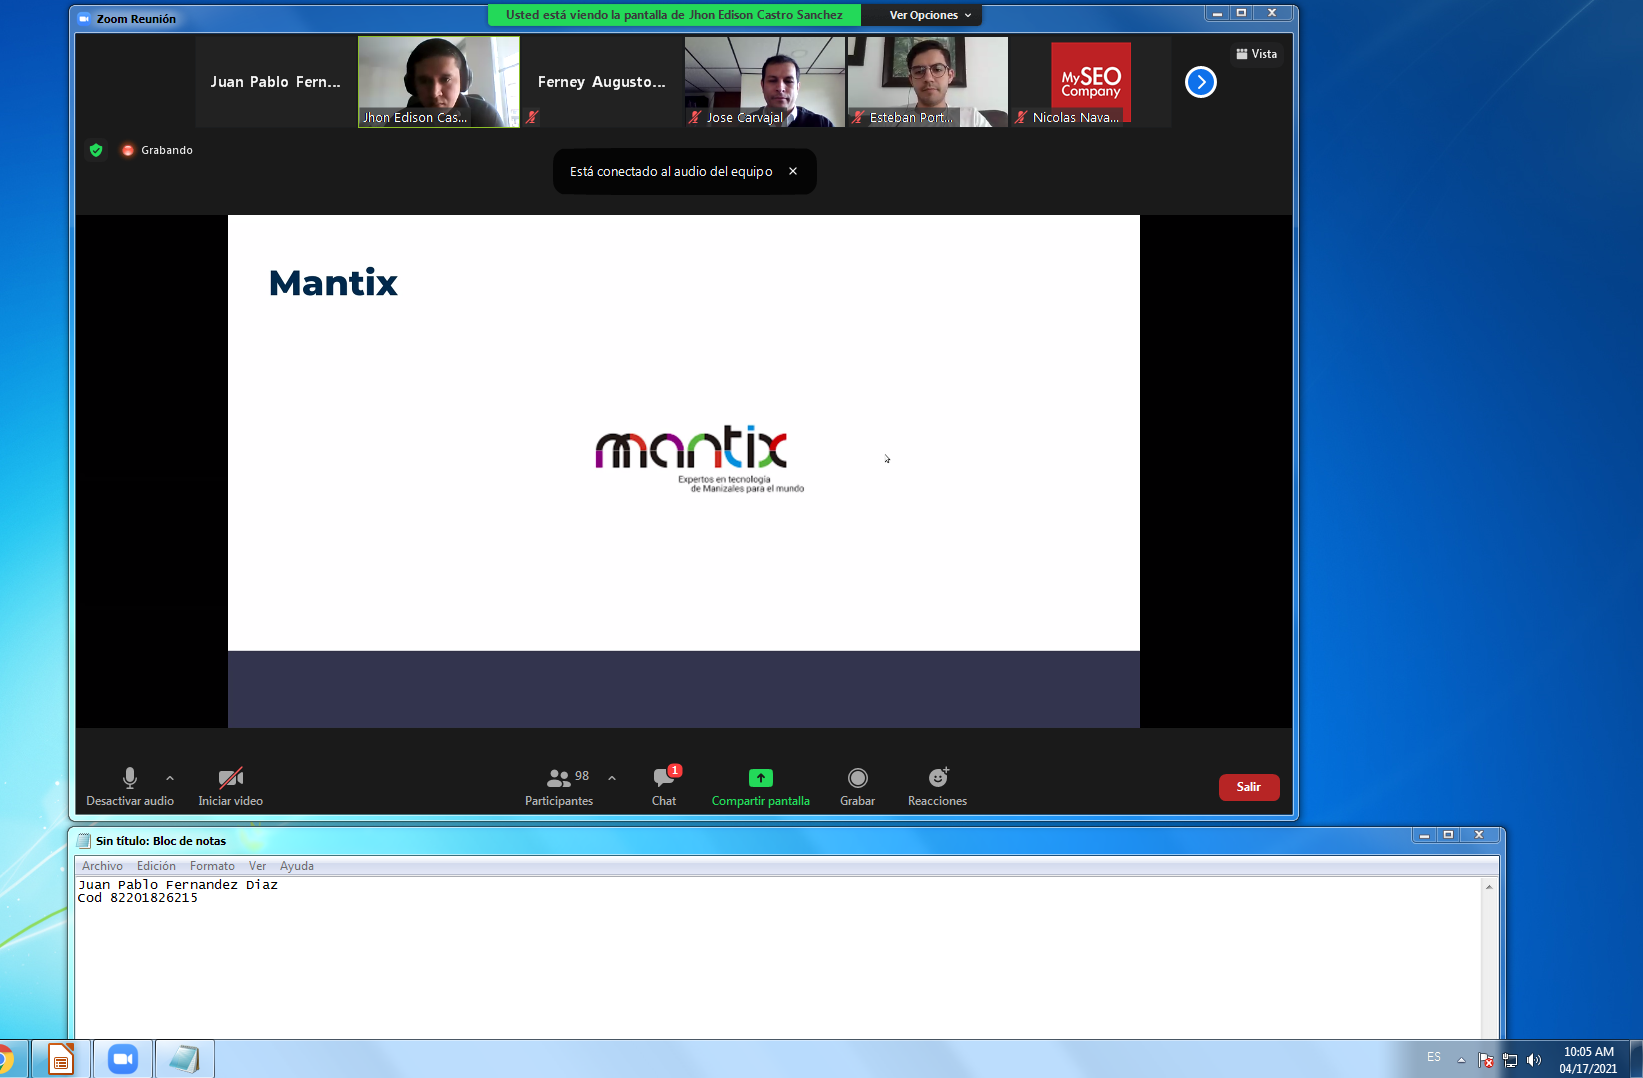 Zoom Reunión
Usted está viendo la pantalla de Jhon Edison Castro Sanchez
Ver Opciones
Juan Pablo Fern...
Jhon Edison Cas...
Ferney Augusto...
Jose Carvajal
Esteban Port...
My SEO
Company
Nicolas Nava...
Vista
Grabando
Está conectado al audio del equipo
Mantix
mantix
Expertos en tecnología
de Manizales para el mundo
Desactivar audio
Iniciar video
98
Participantes
1
Chat
Compartir pantalla
Grabar
Reacciones
Salir
Sin título: Bloc de notas
Archivo Edición Formato Ver Ayuda
Juan Pablo Fernandez Diaz
Cod 82201826215
ES
10:05 AM
04/17/2021